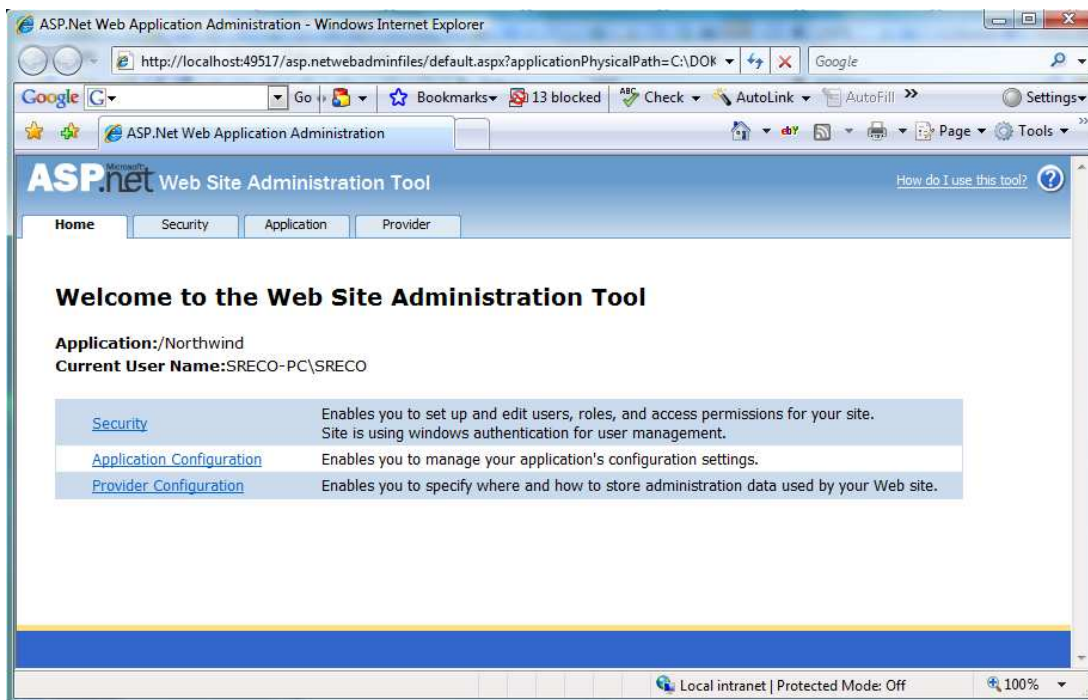 ASP.Net Web Application Administration - Windows Internet Explorer
http://localhost:49517/asp.netwebadminfiles/default.aspx?applicationPhysicalPath=C:\DOK
Google
Google G Go Bookmarks 13 blocked ABC Check AutoLink AutoFill » Settings
ASP.Net Web Application Administration ebY Page Tools »
Microsoft
ASP.net Web Site Administration Tool How do I use this tool? ?
Home Security Application Provider
Welcome to the Web Site Administration Tool
Application:/Northwind
Current User Name:SRECO-PC\SRECO
Security Enables you to set up and edit users, roles, and access permissions for your site.
Site is using windows authentication for user management.
Application Configuration Enables you to manage your application's configuration settings.
Provider Configuration Enables you to specify where and how to store administration data used by your Web site.
Local intranet | Protected Mode: Off 100%